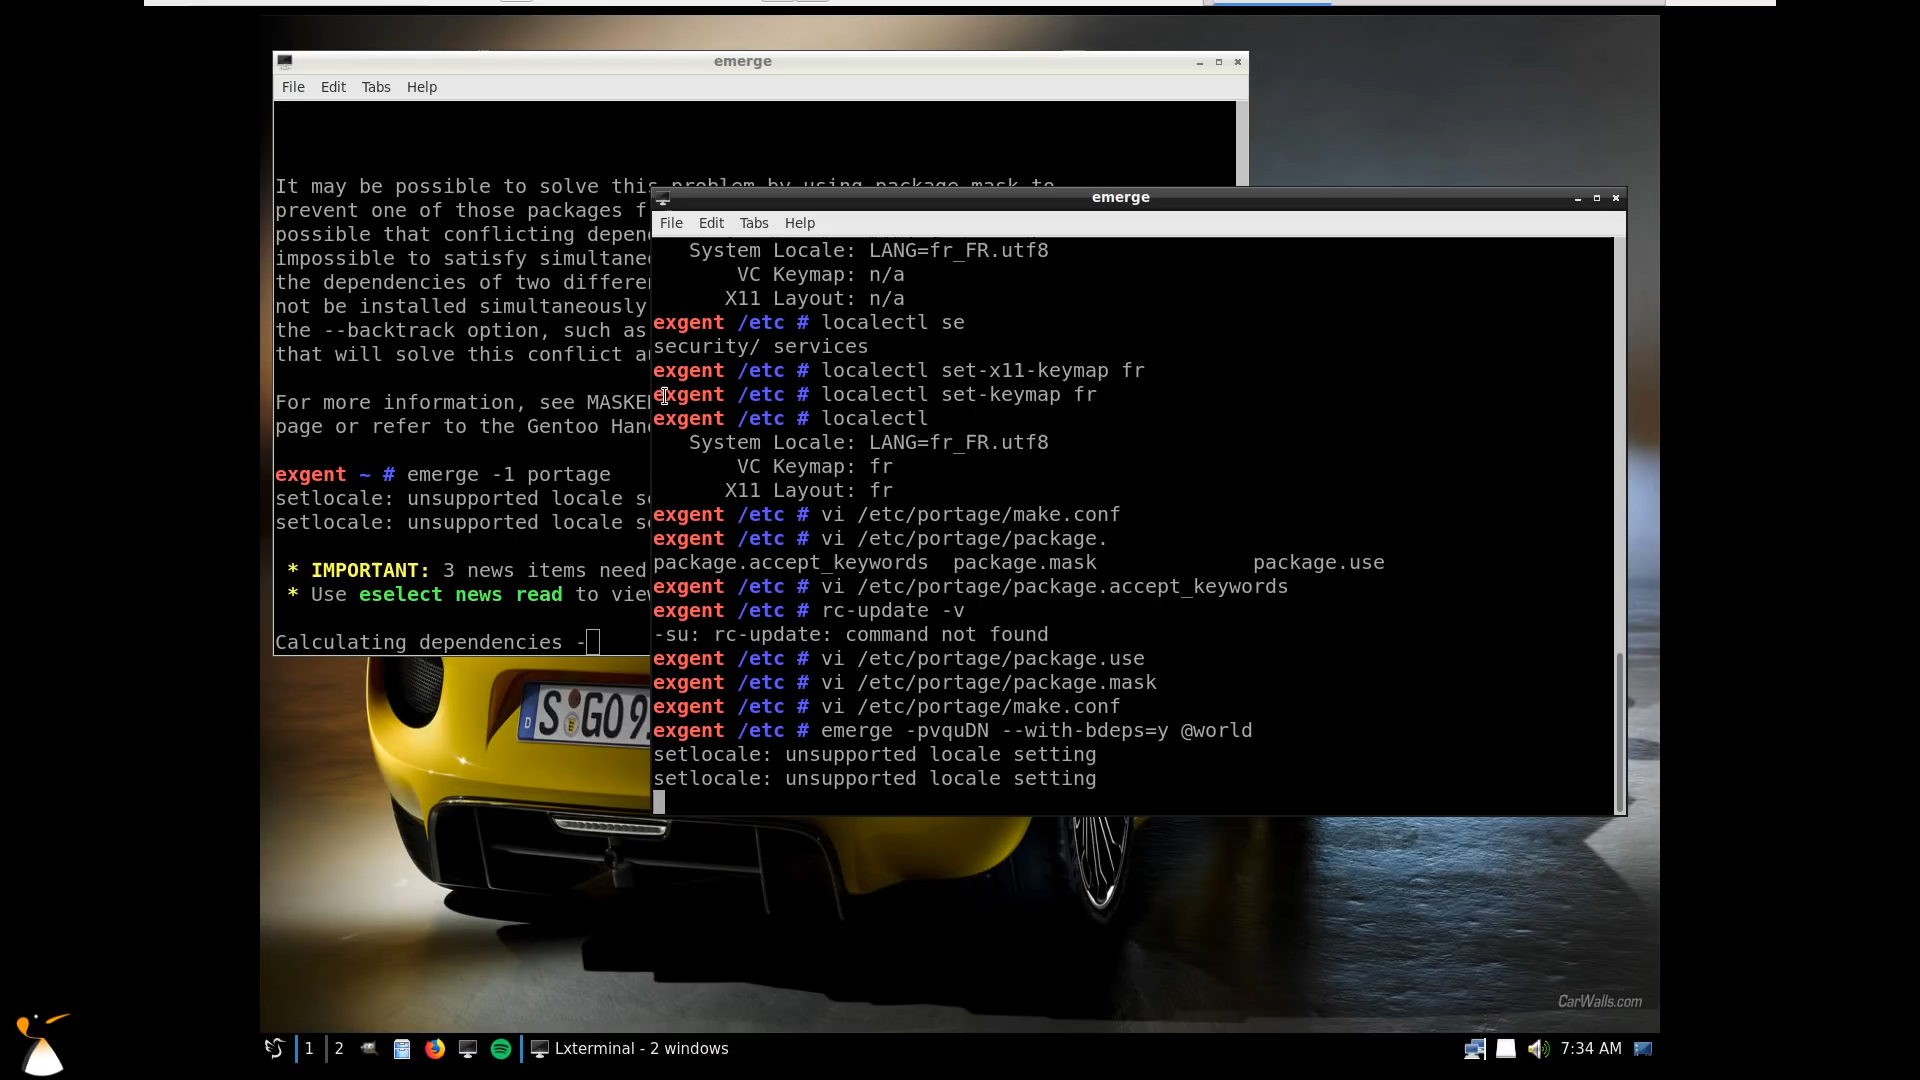 emerge
File Edit Tabs Help
It may be possible to solve this problem by using package.mask to
prevent one of those packages f
possible that conflicting depen
impossible to satisfy simultane
the dependencies of two differe
not be installed simultaneously
the --backtrack option, such as
that will solve this conflict a
For more information, see MASKE
page or refer to the Gentoo Han
exgent ~ # emerge -1 portage
setlocale: unsupported locale s
setlocale: unsupported locale s
* IMPORTANT: 3 news items need
* Use eselect news read to vie
Calculating dependencies -
emerge
File Edit Tabs Help
System Locale: LANG=fr_FR.utf8
VC Keymap: n/a
X11 Layout: n/a
exgent /etc # localectl se
security/ services
exgent /etc # localectl set-x11-keymap fr
exgent /etc # localectl set-keymap fr
exgent /etc # localectl
System Locale: LANG=fr_FR.utf8
VC Keymap: fr
X11 Layout: fr
exgent /etc # vi /etc/portage/make.conf
exgent /etc # vi /etc/portage/package.
package.accept_keywords package.mask package.use
exgent /etc # vi /etc/portage/package.accept_keywords
exgent /etc # rc-update -v
-su: rc-update: command not found
exgent /etc # vi /etc/portage/package.use
exgent /etc # vi /etc/portage/package.mask
exgent /etc # vi /etc/portage/make.conf
exgent /etc # emerge -pvquDN --with-bdeps=y @world
setlocale: unsupported locale setting
setlocale: unsupported locale setting
D S GO 9
CarWalls.com
1 2 Lxterminal - 2 windows 7:34 AM